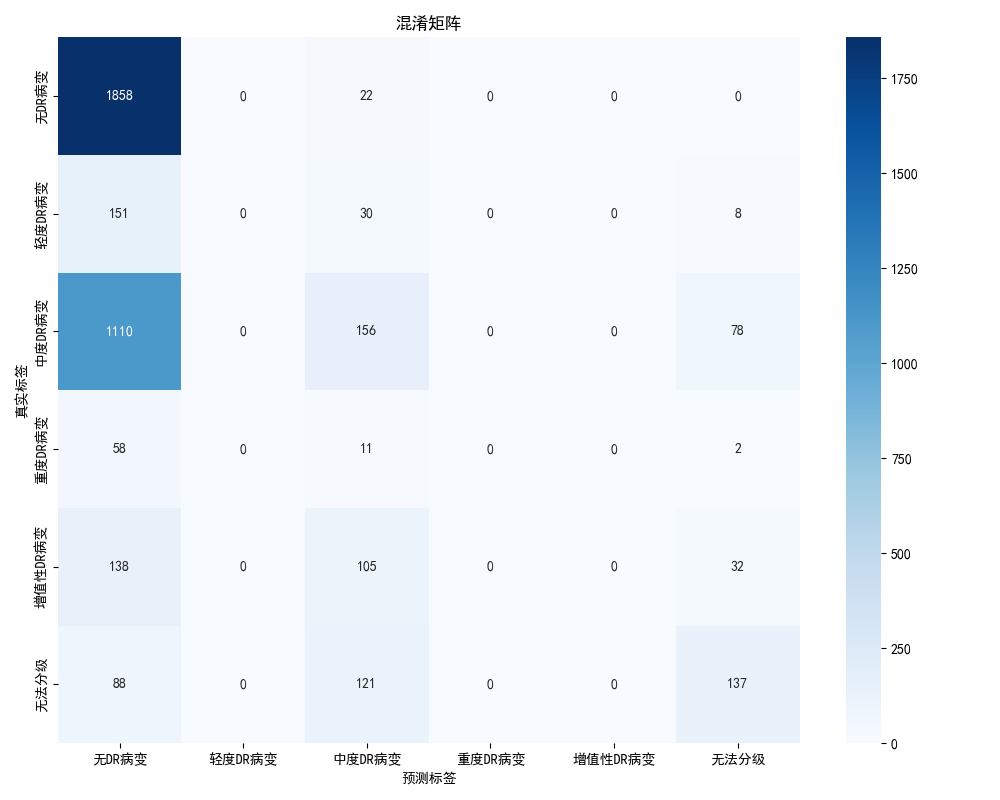 混淆矩阵
真实标签
无DR病变 1858 0 22 0 0 0
轻度DR病变 151 0 30 0 0 8
中度DR病变 1110 0 156 0 0 78
重度DR病变 58 0 11 0 0 2
增值性DR病变 138 0 105 0 0 32
无法分级 88 0 121 0 0 137
无DR病变 轻度DR病变 中度DR病变 重度DR病变 增值性DR病变 无法分级
预测标签
1750
1500
1250
1000
750
500
250
0